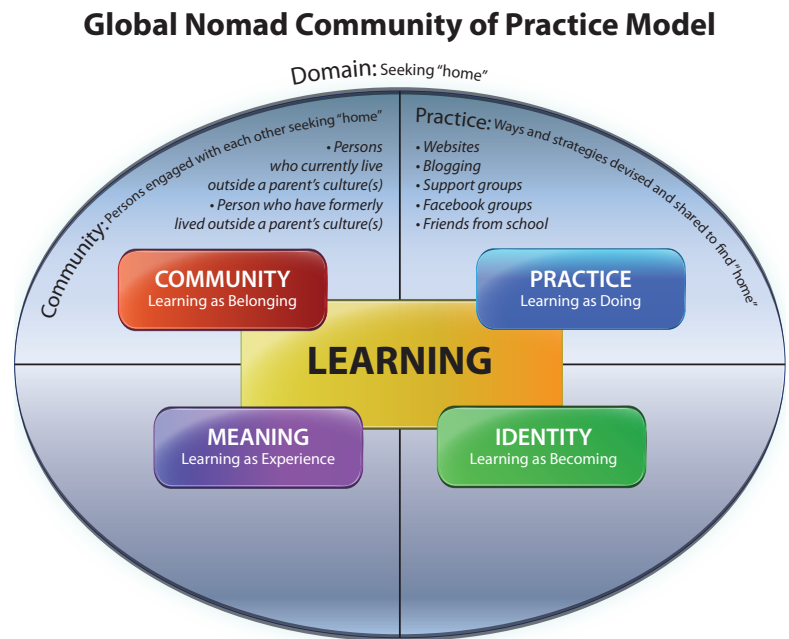 Global Nomad Community of Practice Model
Domain: Seeking "home"
Community: Persons engaged with each other seeking "home"
• Persons
who currently live
outside a parent's culture(s)
• Person who have formerly
lived outside a parent's culture(s)
Practice: Ways and strategies devised and shared to find "home"
• Websites
• Blogging
• Support groups
• Facebook groups
• Friends from school
COMMUNITY
Learning as Belonging
PRACTICE
Learning as Doing
LEARNING
MEANING
Learning as Experience
IDENTITY
Learning as Becoming